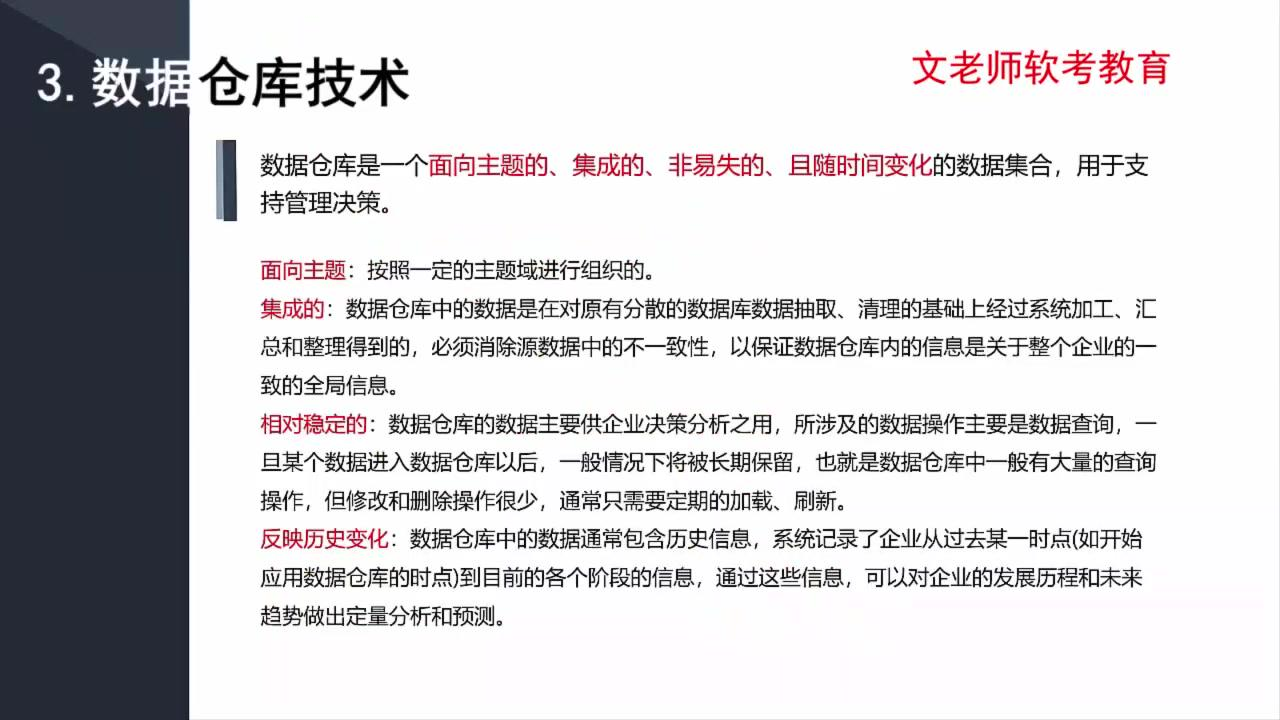 3. 数据仓库技术
文老师软考教育
数据仓库是一个面向主题的、集成的、非易失的、且随时间变化的数据集合，用于支
持管理决策。
面向主题：按照一定的主题域进行组织的。
集成的：数据仓库中的数据是在对原有分散的数据库数据抽取、清理的基础上经过系统加工、汇
总和整理得到的，必须消除源数据中的不一致性，以保证数据仓库内的信息是关于整个企业的一
致的全局信息。
相对稳定的：数据仓库的数据主要供企业决策分析之用，所涉及的数据操作主要是数据查询，一
旦某个数据进入数据仓库以后，一般情况下将被长期保留，也就是数据仓库中一般有大量的查询
操作，但修改和删除操作很少，通常只需要定期的加载、刷新。
反映历史变化：数据仓库中的数据通常包含历史信息，系统记录了企业从过去某一时点(如开始
应用数据仓库的时点)到目前的各个阶段的信息，通过这些信息，可以对企业的发展历程和未来
趋势做出定量分析和预测。